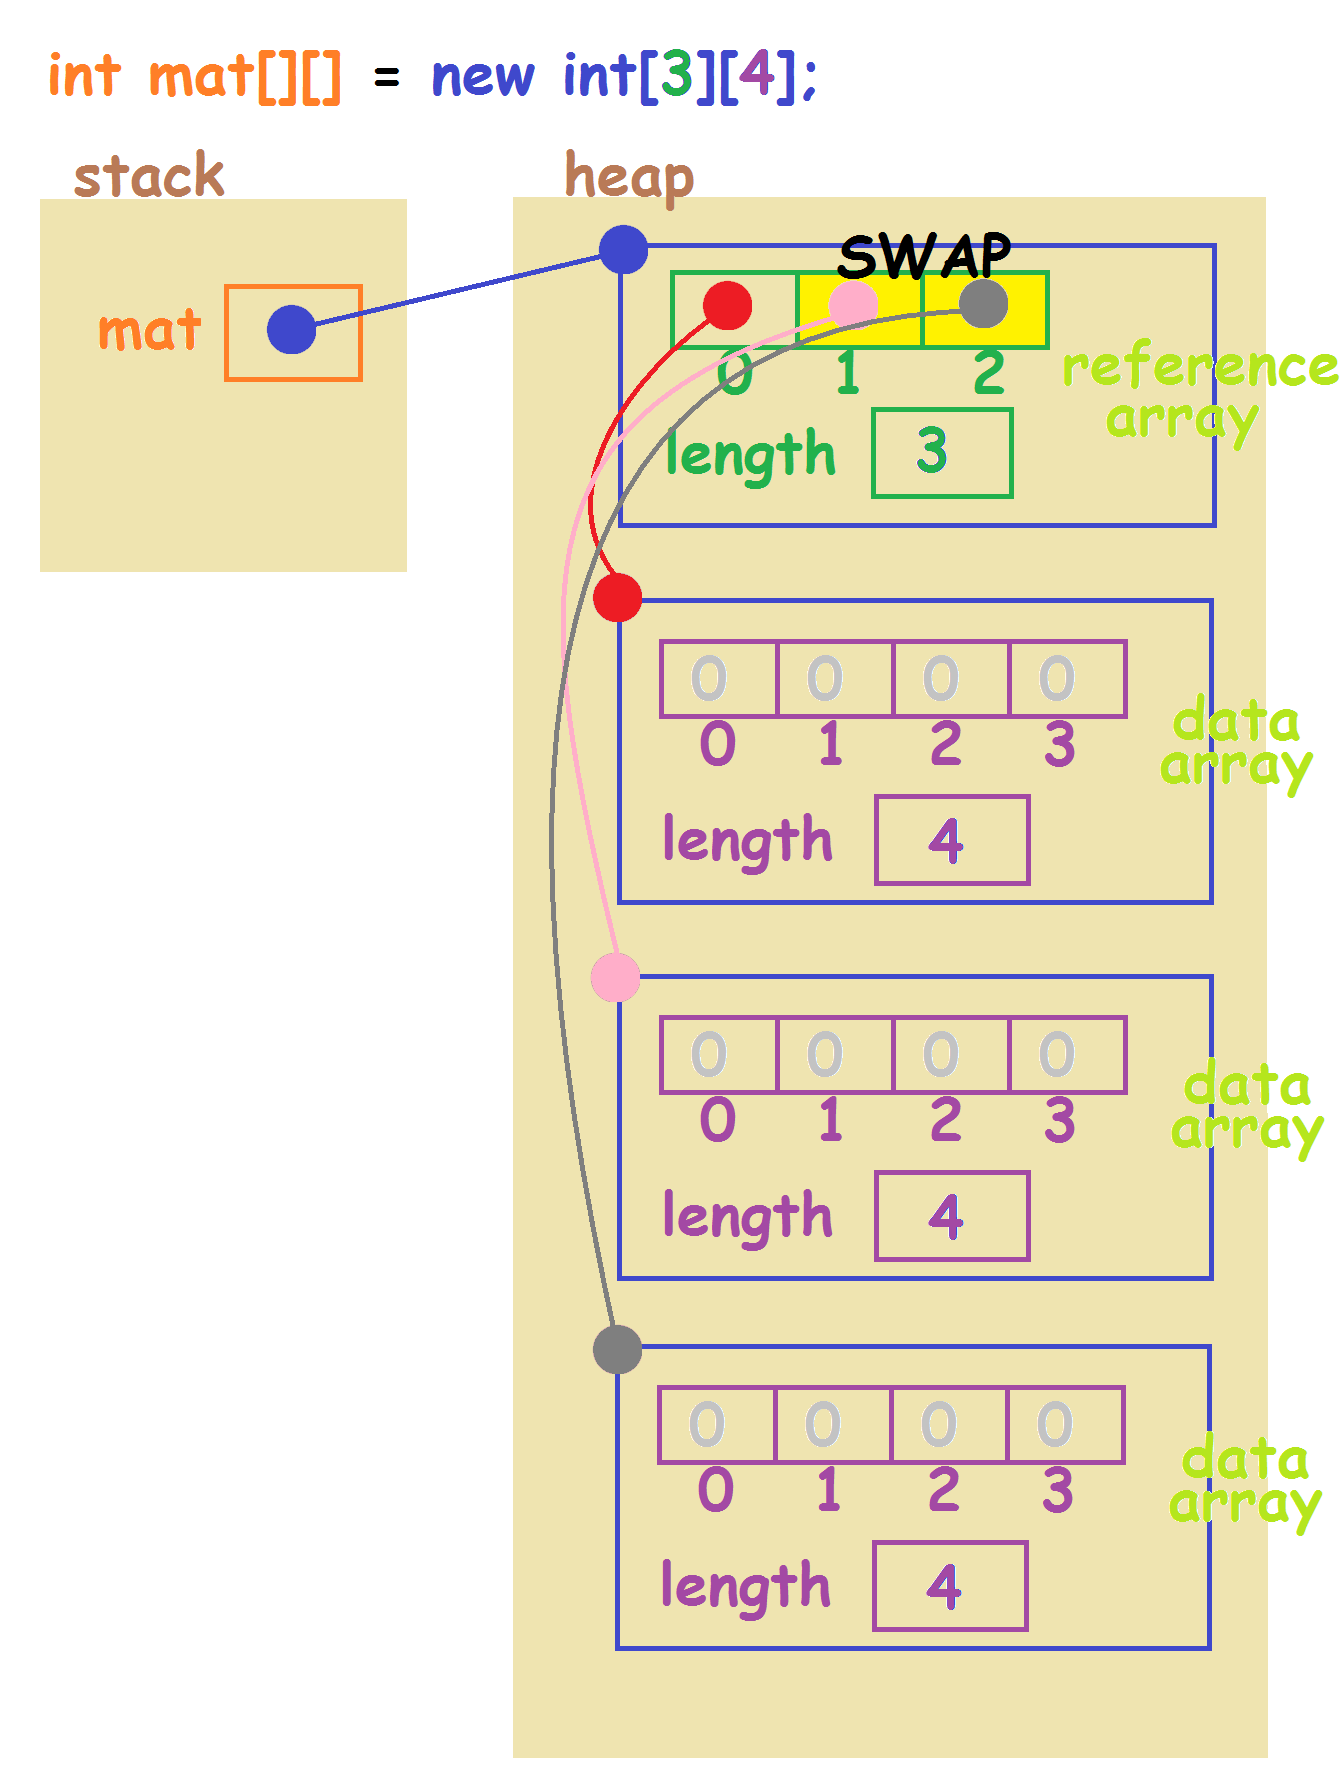 int mat[][] = new int[3][4];
stack heap
SWAP
mat
0 1 2
reference
array
length 3
0 0 0 0
0 1 2 3
data
array
length 4
0 0 0 0
0 1 2 3
data
array
length 4
0 0 0 0
0 1 2 3
data
array
length 4